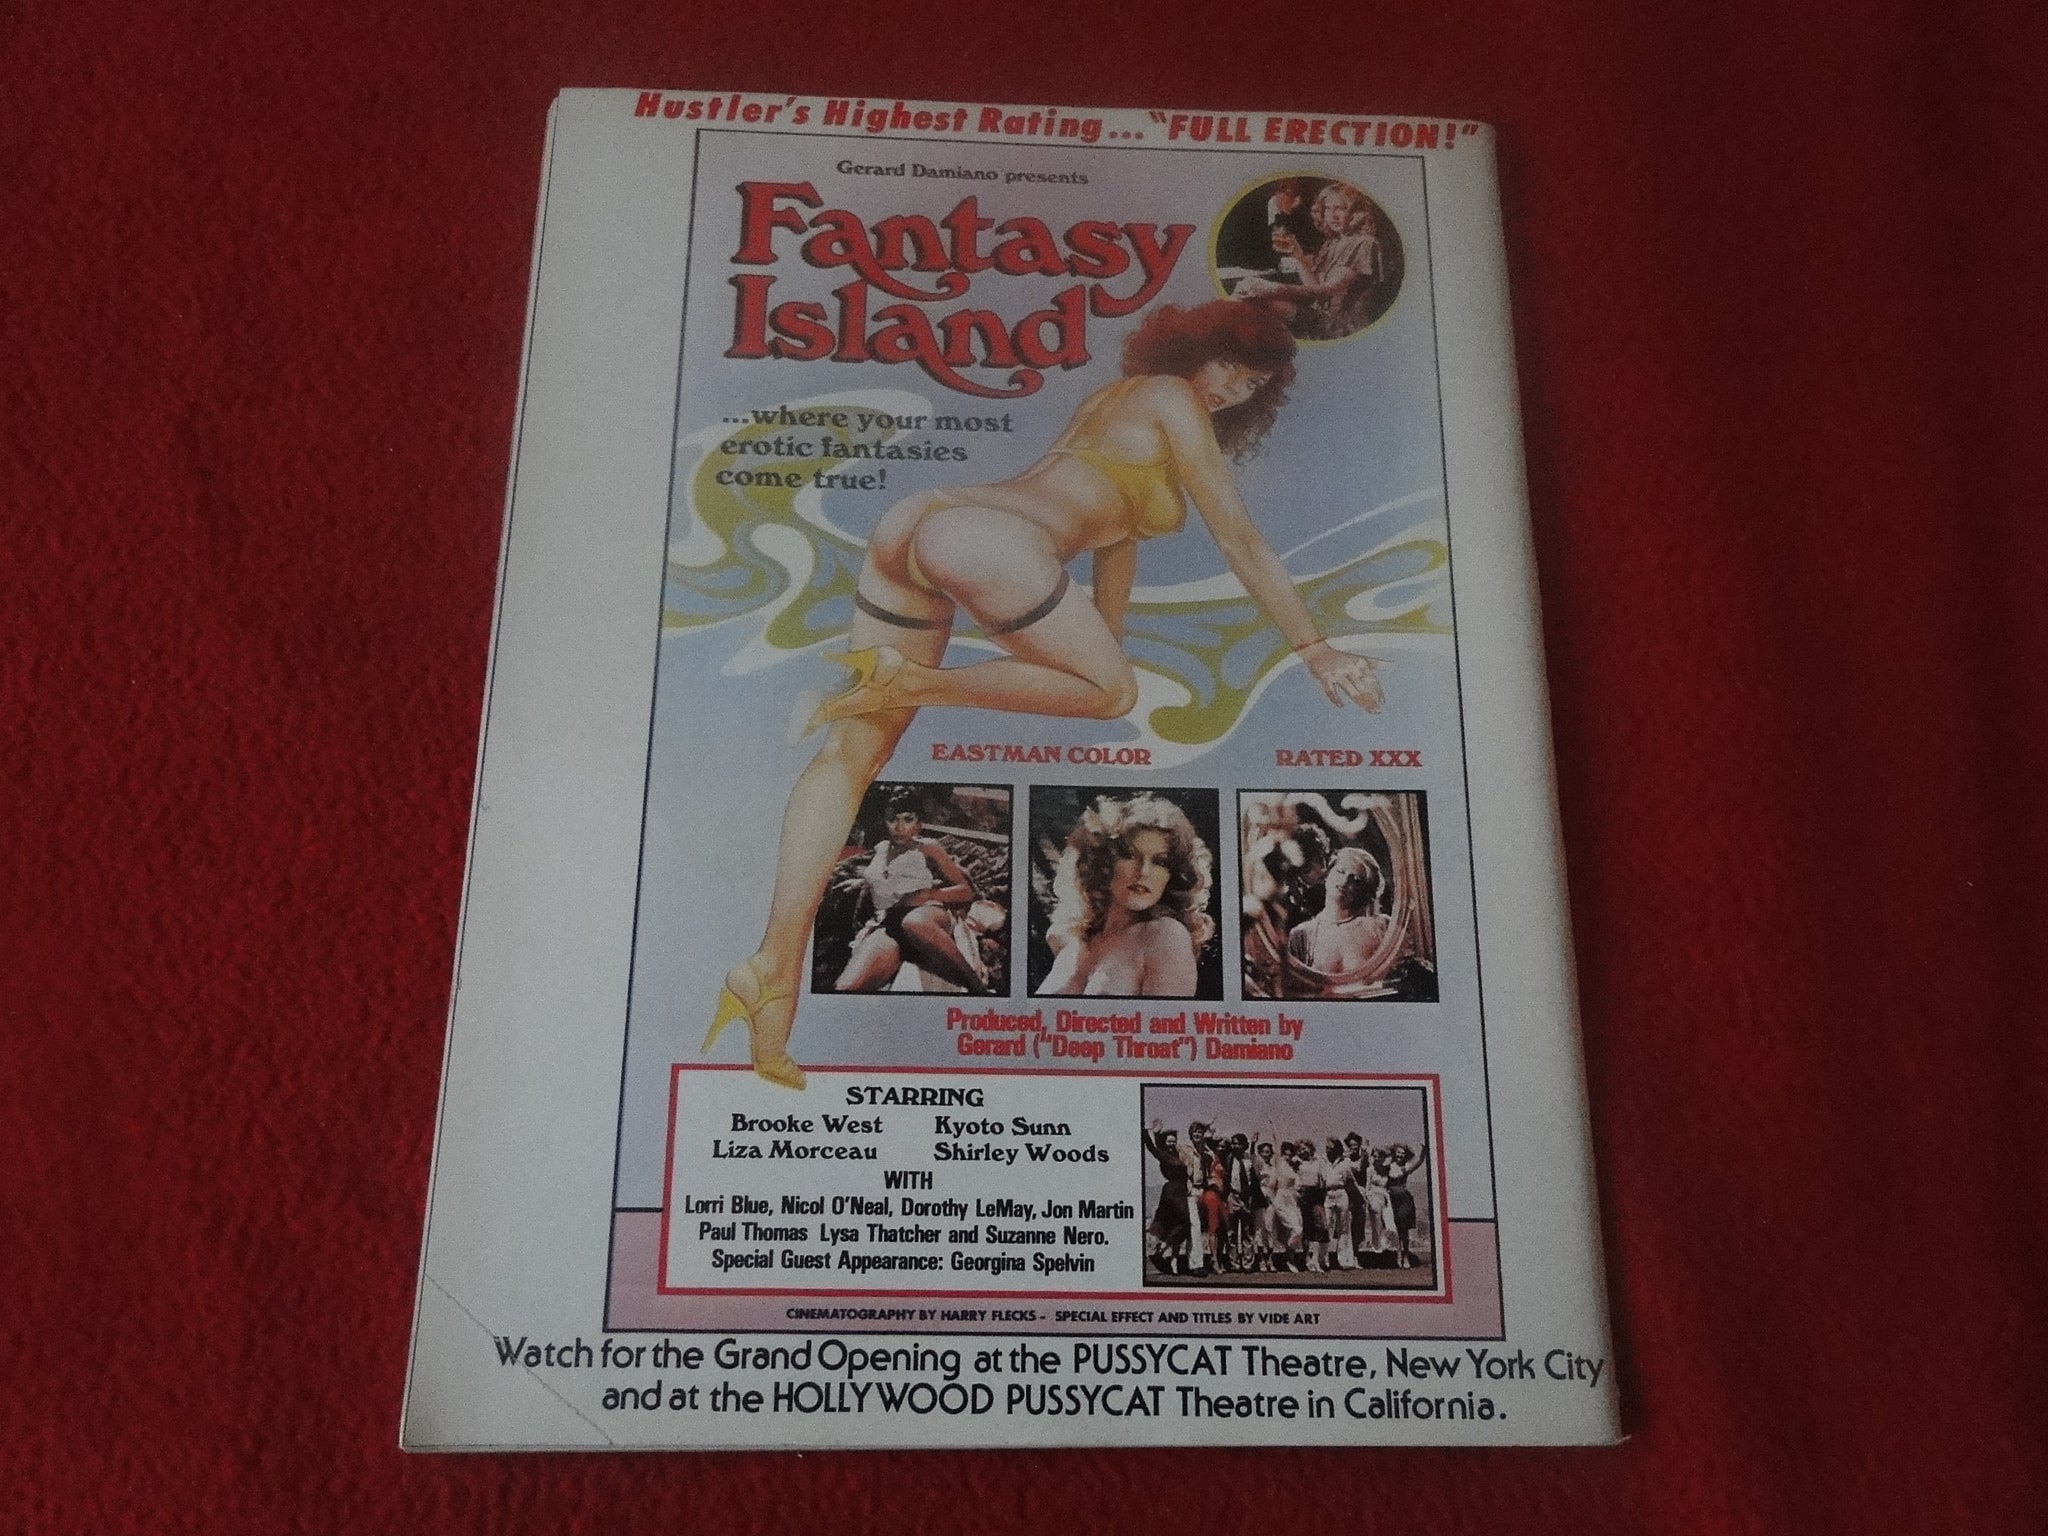 Hustler's Highest Rating... "FULL ERECTION!"
Gerard Damiano presents
Fantasy
Island
...where your most
erotic fantasies
come true!
EASTMAN COLOR RATED XXX
Produced, Directed and Written by
Gerard ("Deep Throat") Damiano
STARRING
Brooke West Kyoto Sunn
Liza Morceau Shirley Woods
WITH
Lorri Blue, Nicol O'Neal, Dorothy LeMay, Jon Martin
Paul Thomas Lysa Thatcher and Suzanne Nero.
Special Guest Appearance: Georgina Spelvin
CINEMATOGRAPHY BY HARRY FLECKS - SPECIAL EFFECT AND TITLES BY VIDE ART
Watch for the Grand Opening at the PUSSYCAT Theatre, New York City
and at the HOLLYWOOD PUSSYCAT Theatre in California.